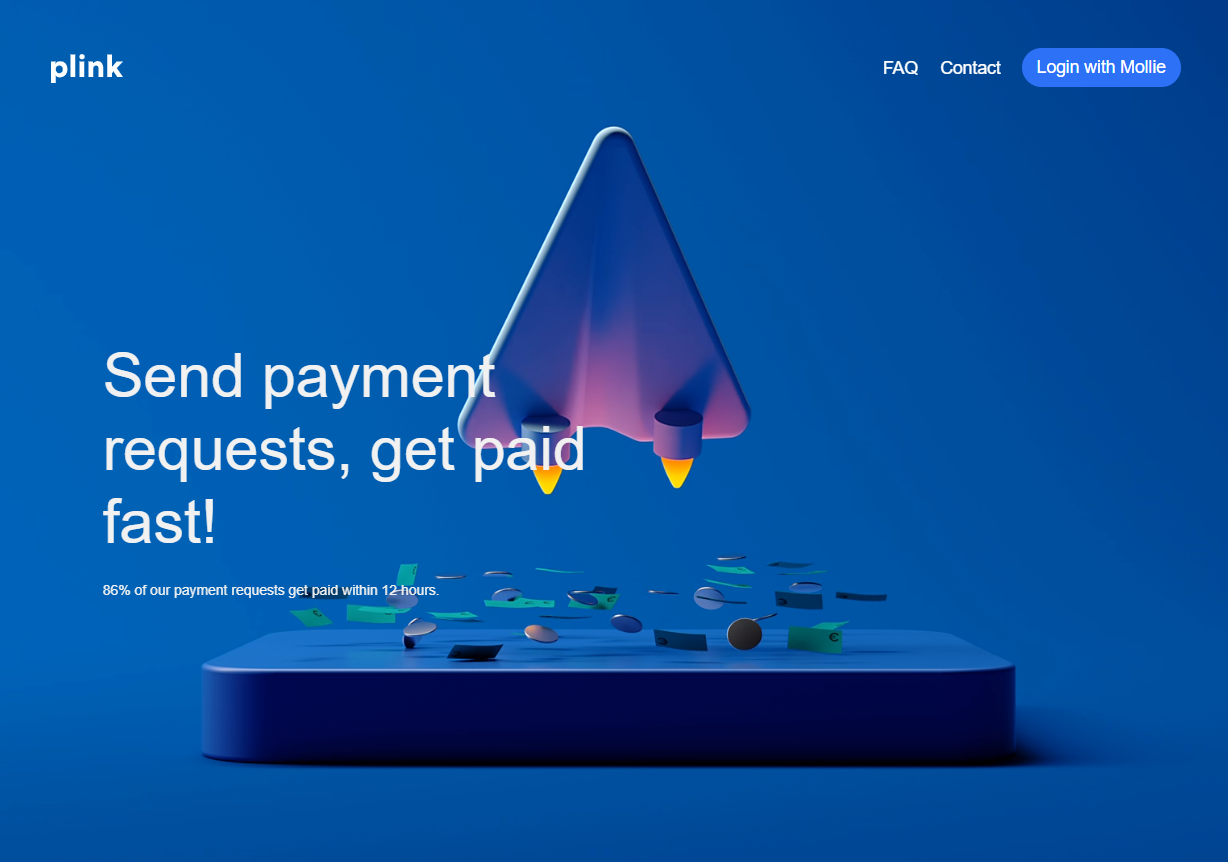 plink
FAQ Contact Login with Mollie
Send payment
requests, get paid
fast!
86% of our payment requests get paid within 12 hours.